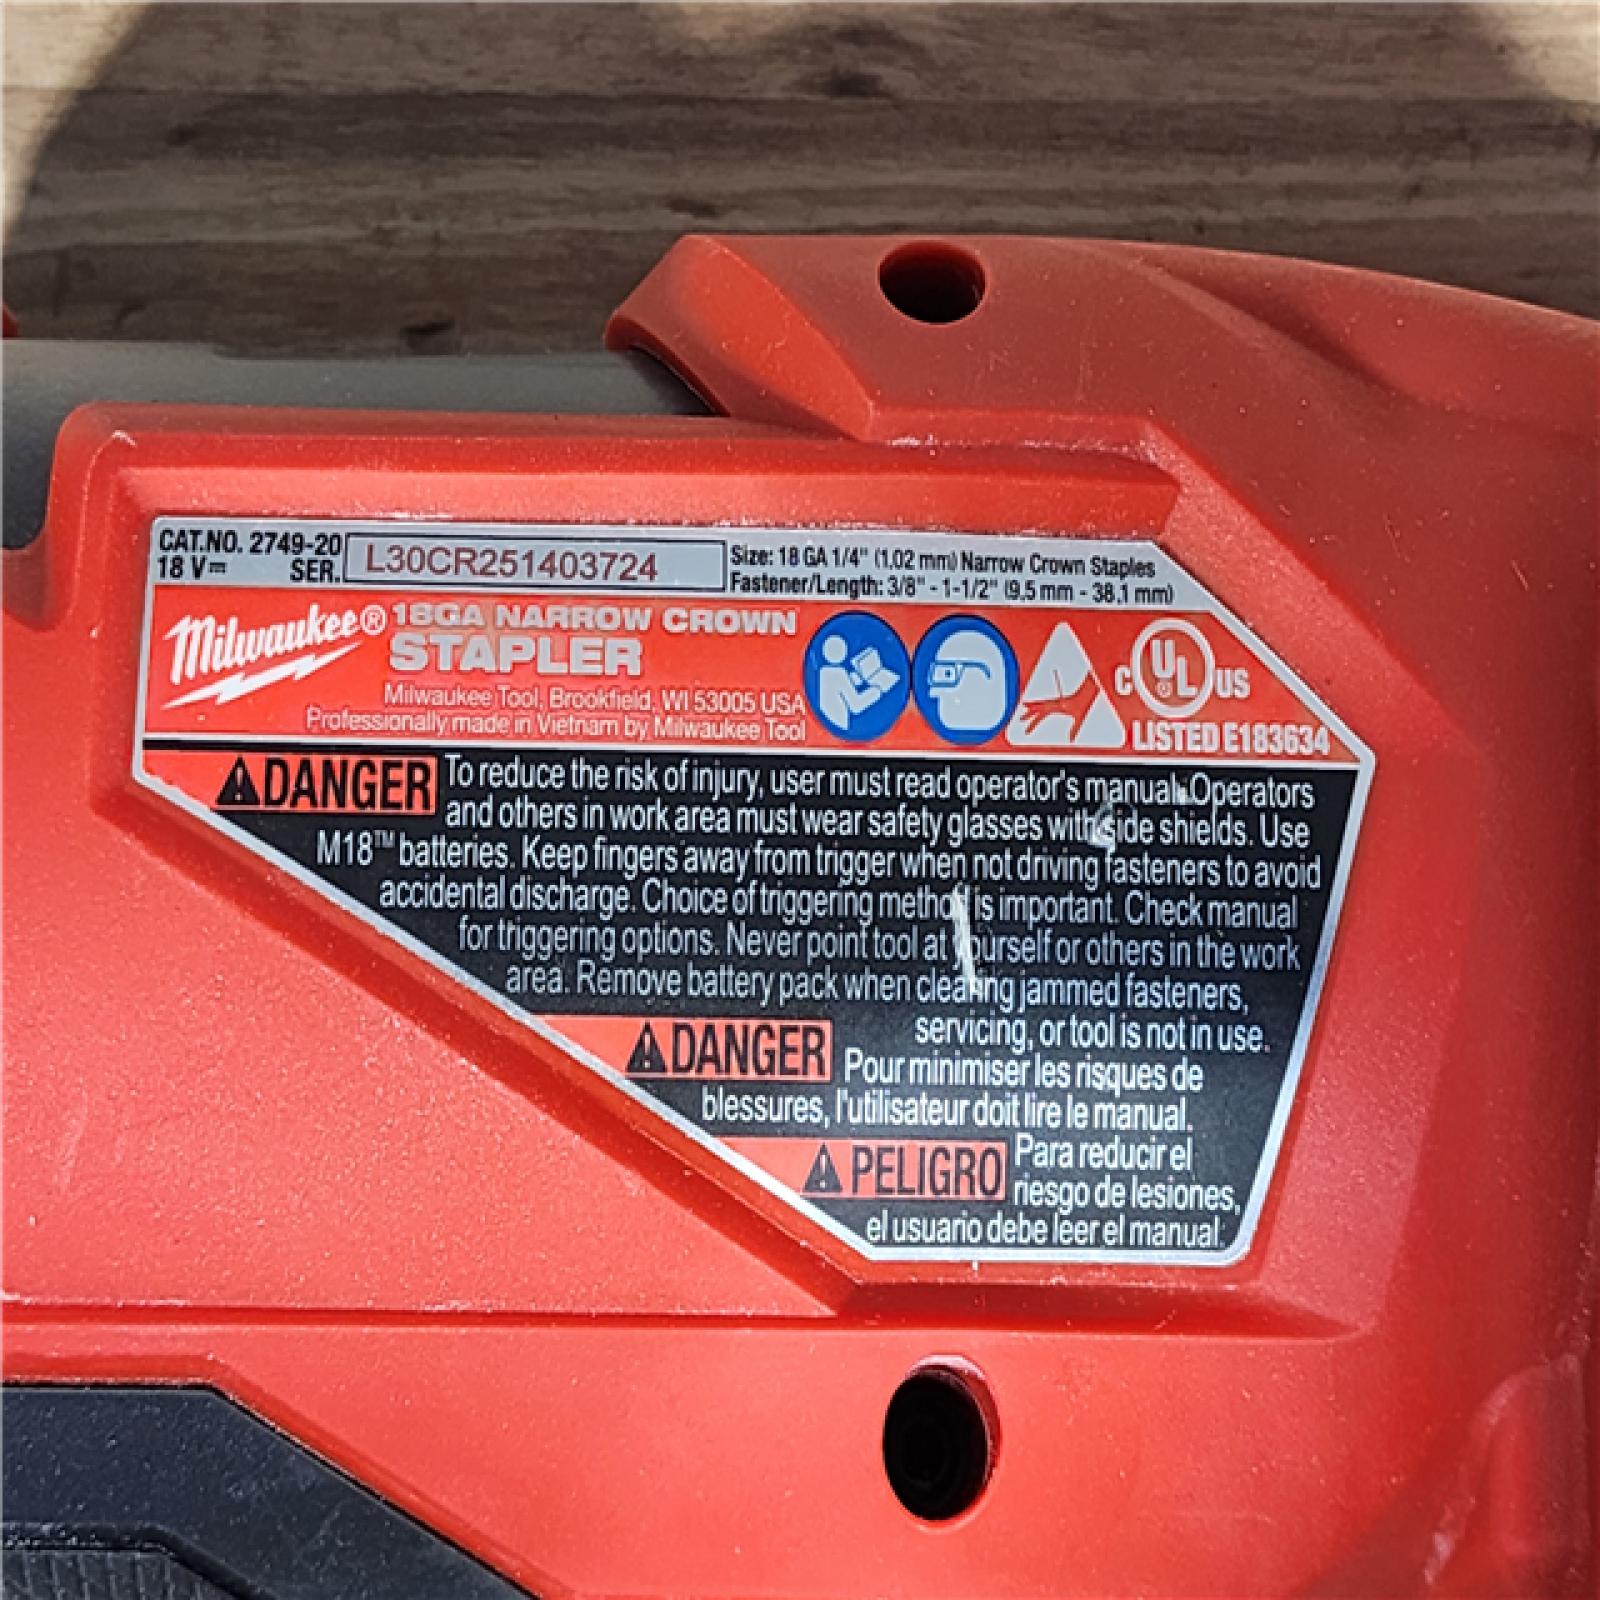 CAT.NO. 2749-20
18 V⎓ SER. L30CR251403724
Size: 18 GA 1/4" (1.02 mm) Narrow Crown Staples
Fastener/Length: 3/8" - 1-1/2" (9.5 mm - 38.1 mm)
Milwaukee® 18GA NARROW CROWN
STAPLER
Milwaukee Tool, Brookfield, WI 53005 USA
Professionally made in Vietnam by Milwaukee Tool
C UL US
LISTED E183634
DANGER To reduce the risk of injury, user must read operator's manual. Operators
and others in work area must wear safety glasses with side shields. Use
M18™ batteries. Keep fingers away from trigger when not driving fasteners to avoid
accidental discharge. Choice of triggering method is important. Check manual
for triggering options. Never point tool at yourself or others in the work
area. Remove battery pack when clearing jammed fasteners,
servicing, or tool is not in use.
DANGER Pour minimiser les risques de
blessures, l'utilisateur doit lire le manual.
PELIGRO Para reducir el
riesgo de lesiones,
el usuario debe leer el manual.